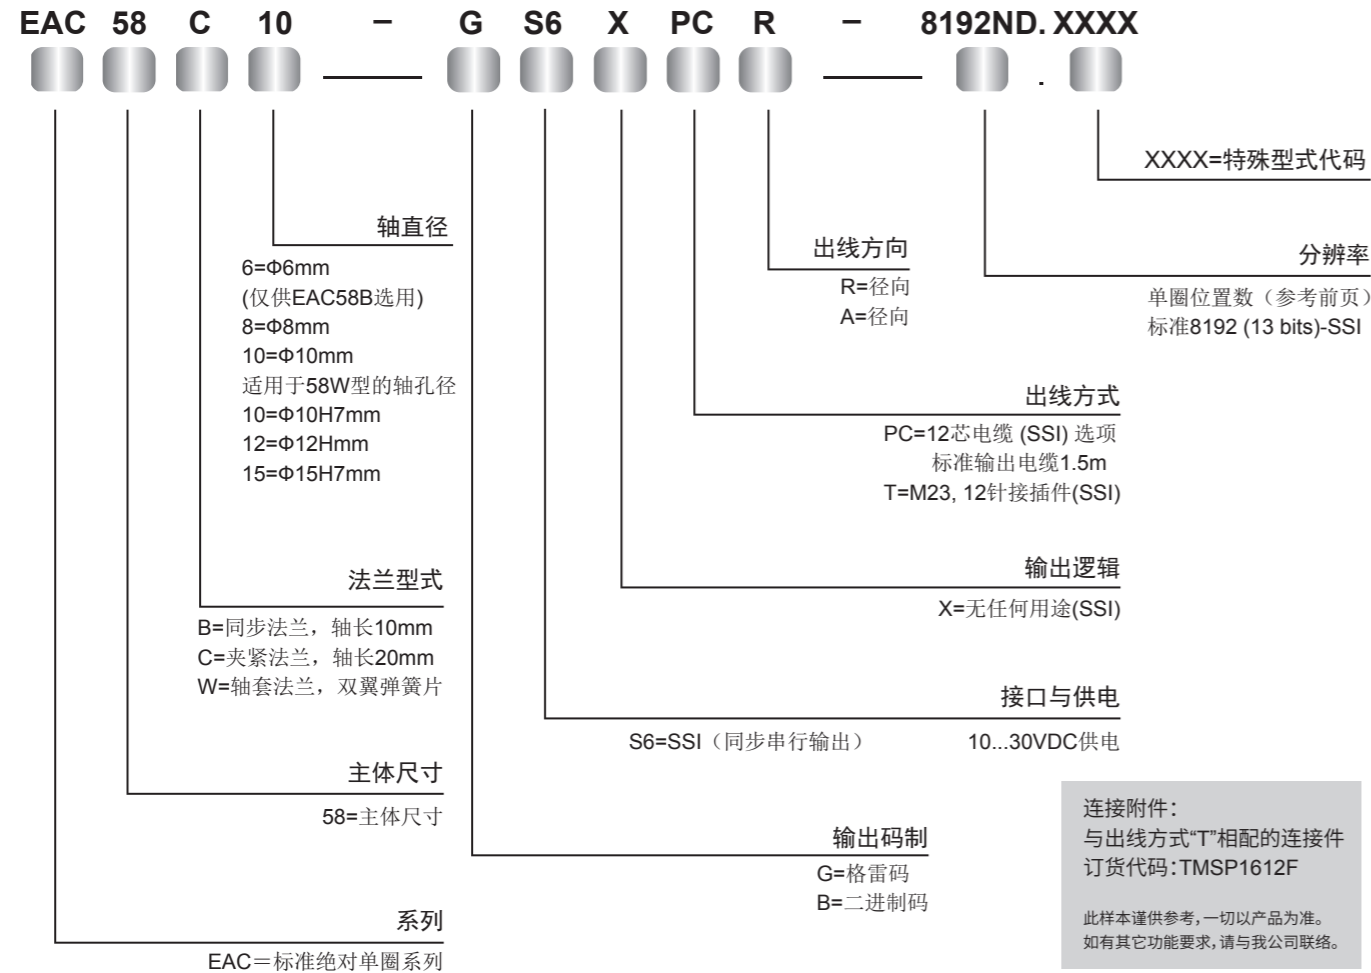 EAC 58 C 10 － G S6 X PC R － 8192ND. XXXX
.
XXXX=特殊型式代码
分辨率
单圈位置数（参考前页）
标准8192 (13 bits)-SSI
出线方向
R=径向
A=径向
出线方式
PC=12芯电缆 (SSI) 选项
标准输出电缆1.5m
T=M23, 12针接插件(SSI)
输出逻辑
X=无任何用途(SSI)
接口与供电
S6=SSI（同步串行输出） 10...30VDC供电
输出码制
G=格雷码
B=二进制码
轴直径
6=Φ6mm
(仅供EAC58B选用)
8=Φ8mm
10=Φ10mm
适用于58W型的轴孔径
10=Φ10H7mm
12=Φ12Hmm
15=Φ15H7mm
法兰型式
B=同步法兰，轴长10mm
C=夹紧法兰，轴长20mm
W=轴套法兰，双翼弹簧片
主体尺寸
58=主体尺寸
系列
EAC＝标准绝对单圈系列
连接附件：
与出线方式“T”相配的连接件
订货代码：TMSP1612F
此样本谨供参考，一切以产品为准。
如有其它功能要求，请与我公司联络。